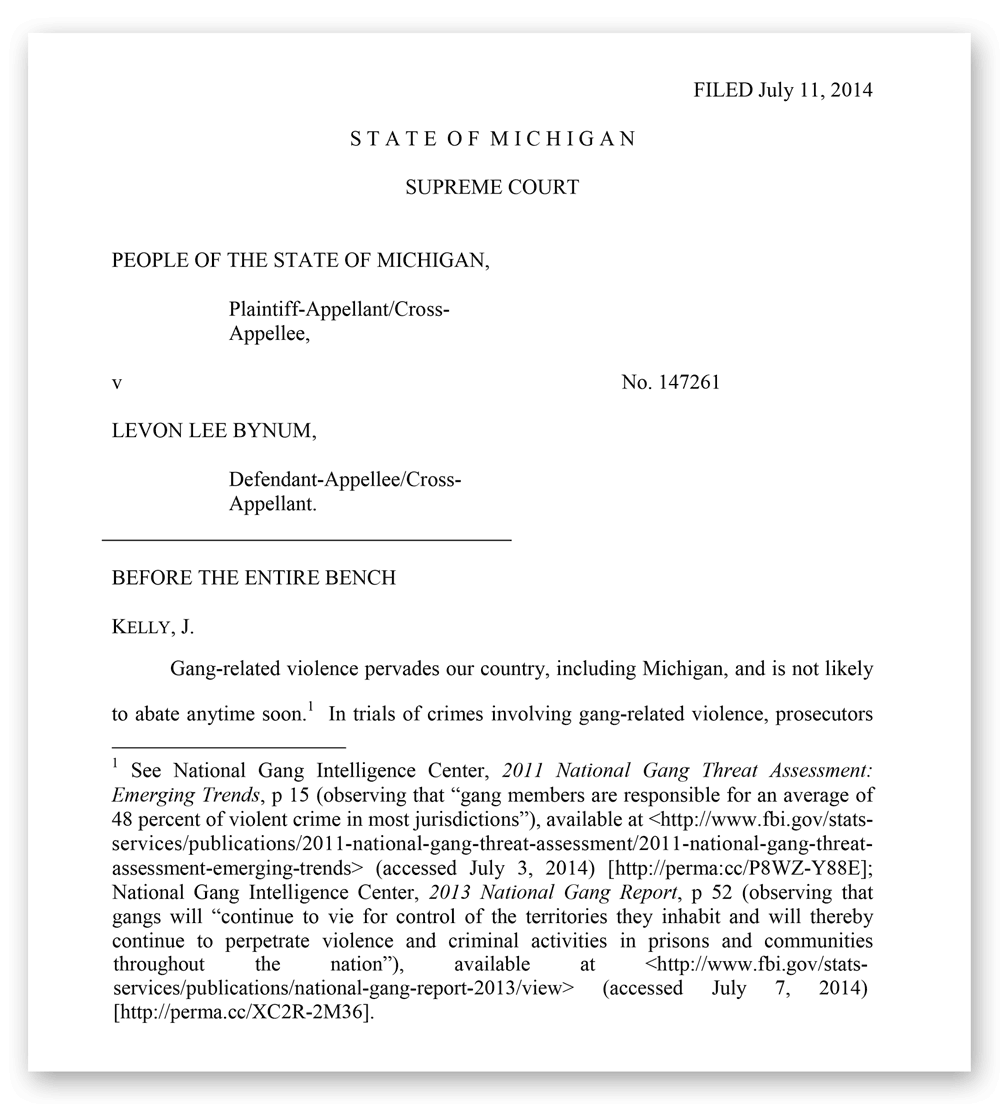 FILED July 11, 2014
STATE OF MICHIGAN
SUPREME COURT
PEOPLE OF THE STATE OF MICHIGAN,
Plaintiff-Appellant/Cross-
Appellee,
v
No. 147261
LEVON LEE BYNUM,
Defendant-Appellee/Cross-
Appellant.
BEFORE THE ENTIRE BENCH
KELLY, J.
Gang-related violence pervades our country, including Michigan, and is not likely
to abate anytime soon.1 In trials of crimes involving gang-related violence, prosecutors
1 See National Gang Intelligence Center, 2011 National Gang Threat Assessment:
Emerging Trends, p 15 (observing that “gang members are responsible for an average of
48 percent of violent crime in most jurisdictions”), available at <http://www.fbi.gov/stats-
services/publications/2011-national-gang-threat-assessment/2011-national-gang-threat-
assessment-emerging-trends> (accessed July 3, 2014) [http://perma:cc/P8WZ-Y88E];
National Gang Intelligence Center, 2013 National Gang Report, p 52 (observing that
gangs will “continue to vie for control of the territories they inhabit and will thereby
continue to perpetrate violence and criminal activities in prisons and communities
throughout the nation”), available at <http://www.fbi.gov/stats-
services/publications/national-gang-report-2013/view> (accessed July 7, 2014)
[http://perma.cc/XC2R-2M36].